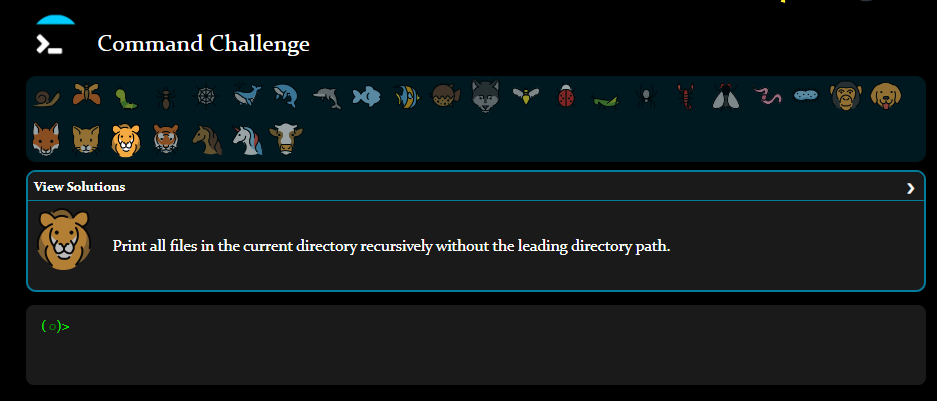 Command Challenge
View Solutions
Print all files in the current directory recursively without the leading directory path.
(○)>